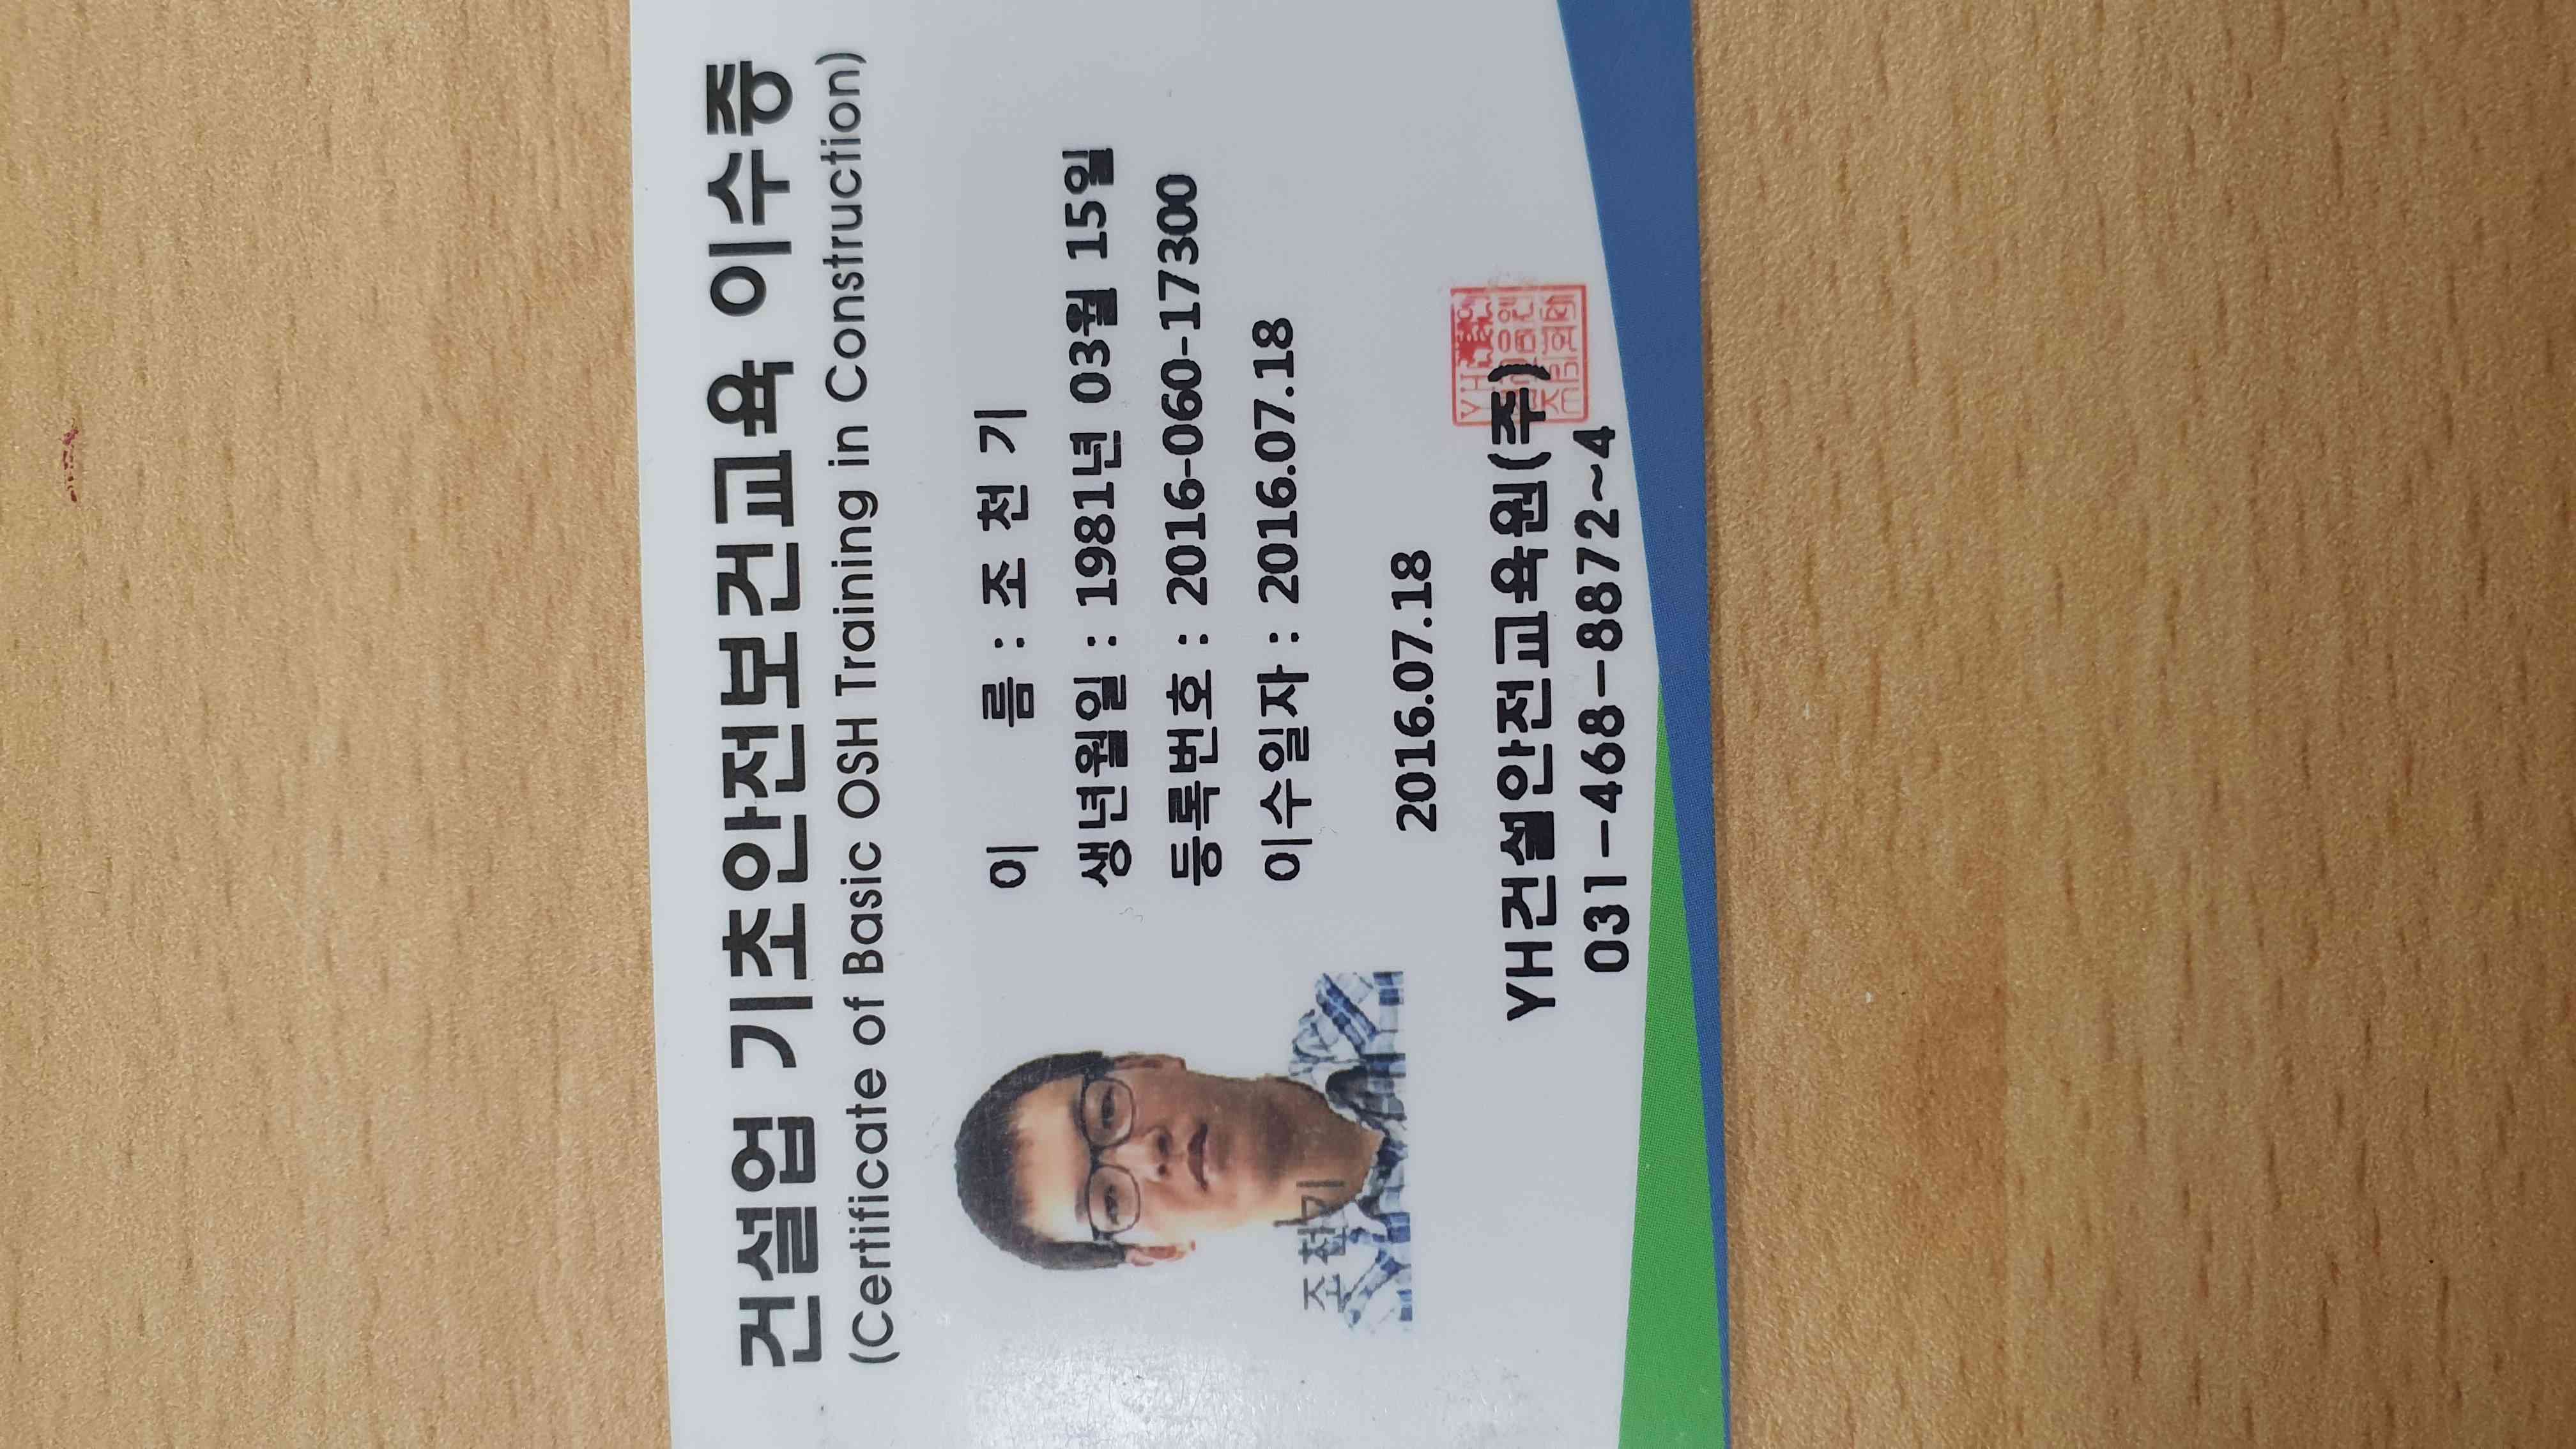 건설업 기초안전보건교육 이수증
(Certificate of Basic OSH Training in Construction)
이 름 : 조 천 기
생년월일 : 1981년 03월 15일
등록번호 : 2016-060-17300
이수일자 : 2016.07.18
조천기
2016.07.18
YH건설안전교육원(주)
031-468-8872~4